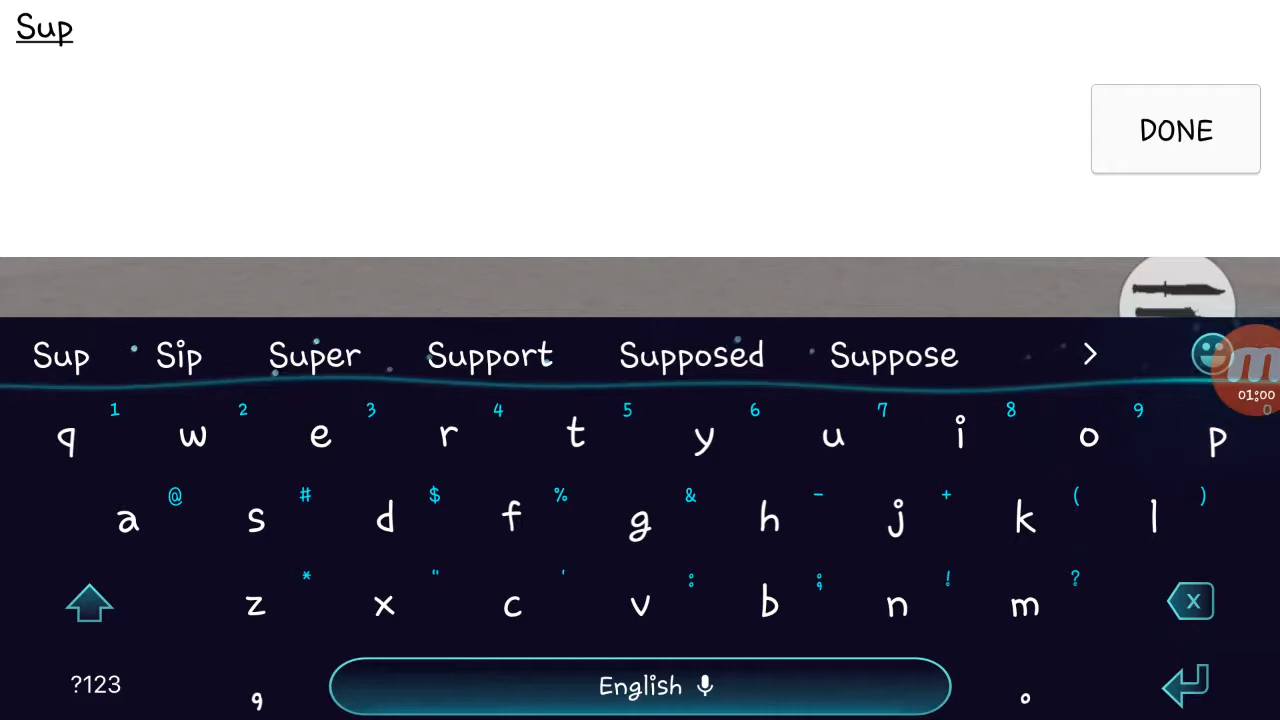 Sup
DONE
Sup Sip Super Support Supposed Suppose >
01:00
1 2 3 4 5 6 7 8 9 0
q w e r t y u i o p
@ # $ % & - + ( )
a s d f g h j k l
* " ' : ; ! ?
z x c v b n m x
?123 , English .